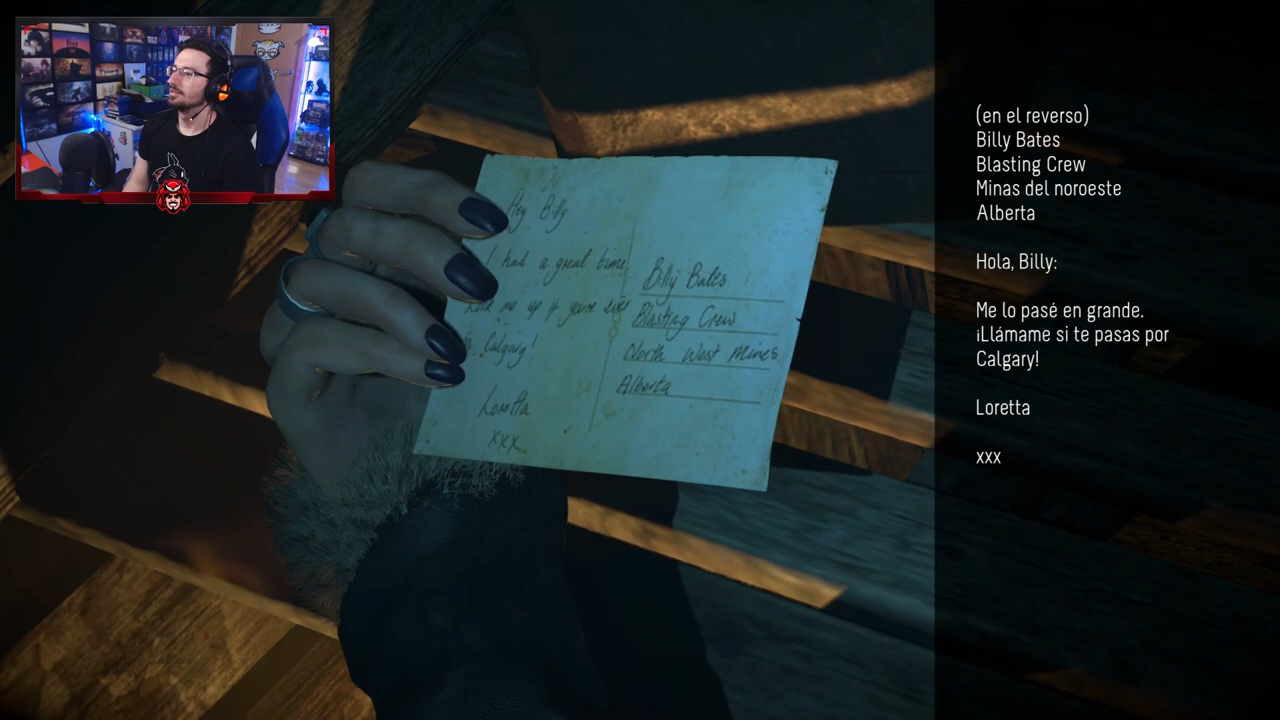 Hey Billy
I had a great time
me up if you're ever
Calgary!
Loretta
xxx
Billy Bates
Blasting Crew
North West Mines
Alberta
(en el reverso)
Billy Bates
Blasting Crew
Minas del noroeste
Alberta
Hola, Billy:
Me lo pasé en grande.
¡Llámame si te pasas por
Calgary!
Loretta
xxx